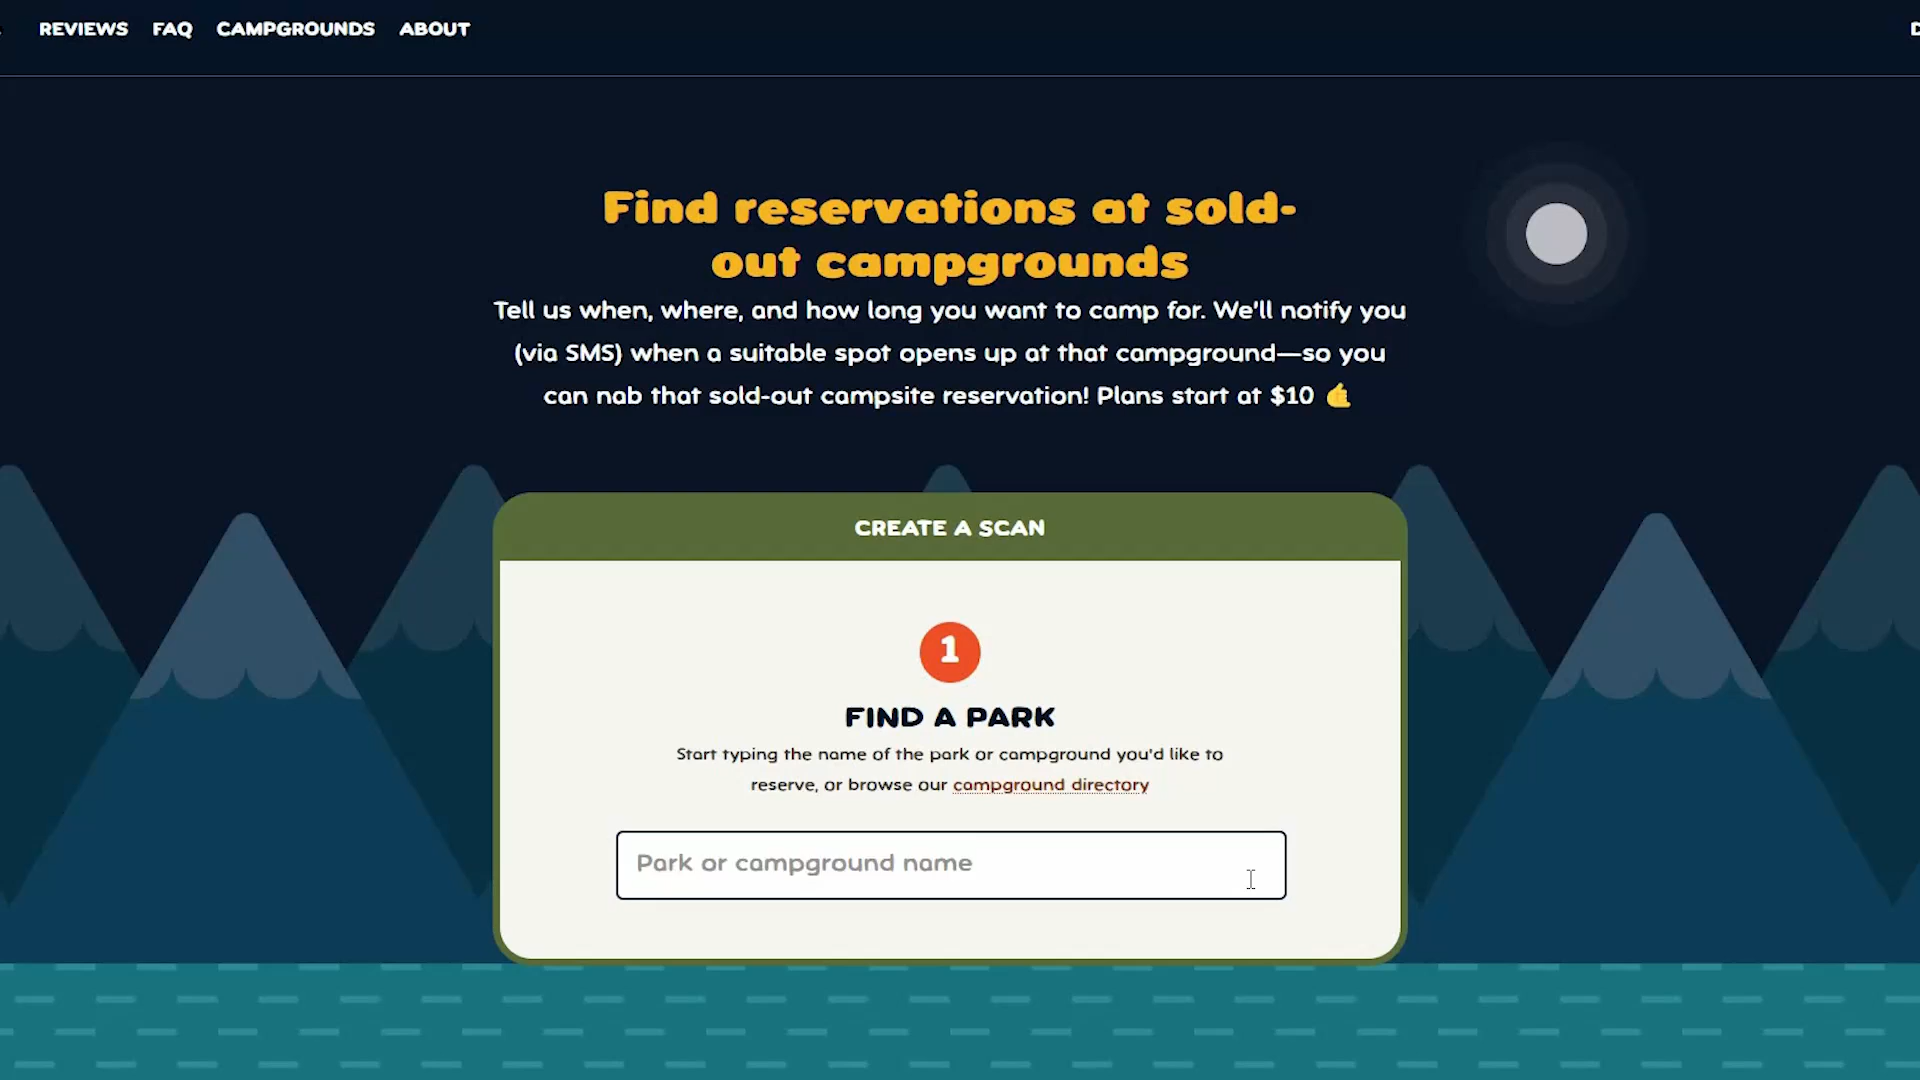 REVIEWS FAQ CAMPGROUNDS ABOUT
Find reservations at sold-
out campgrounds
Tell us when, where, and how long you want to camp for. We'll notify you
(via SMS) when a suitable spot opens up at that campground—so you
can nab that sold-out campsite reservation! Plans start at $10 🤙
CREATE A SCAN
1
FIND A PARK
Start typing the name of the park or campground you'd like to
reserve, or browse our campground directory
Park or campground name